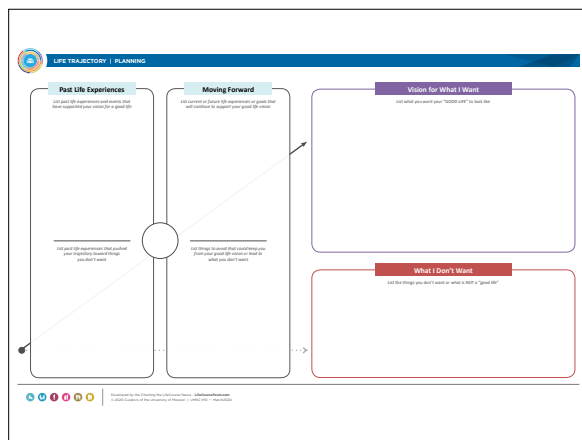 LIFE TRAJECTORY | PLANNING
Past Life Experiences
List past life experiences and events that
have supported your vision for a good life
Moving Forward
List current or future life experiences or goals that
will continue to support your good life vision
Vision for What I Want
List what you want your "GOOD LIFE" to look like
List past life experiences that pushed
your trajectory toward things
you don't want
List things to avoid that could keep you
from your good life vision or lead to
what you don't want
What I Don't Want
List the things you don't want or what is NOT a "good life"
Developed by the Charting the LifeCourse Nexus - LifeCourseTools.com
© 2020 Curators of the University of Missouri | UMKC IHD • March2020